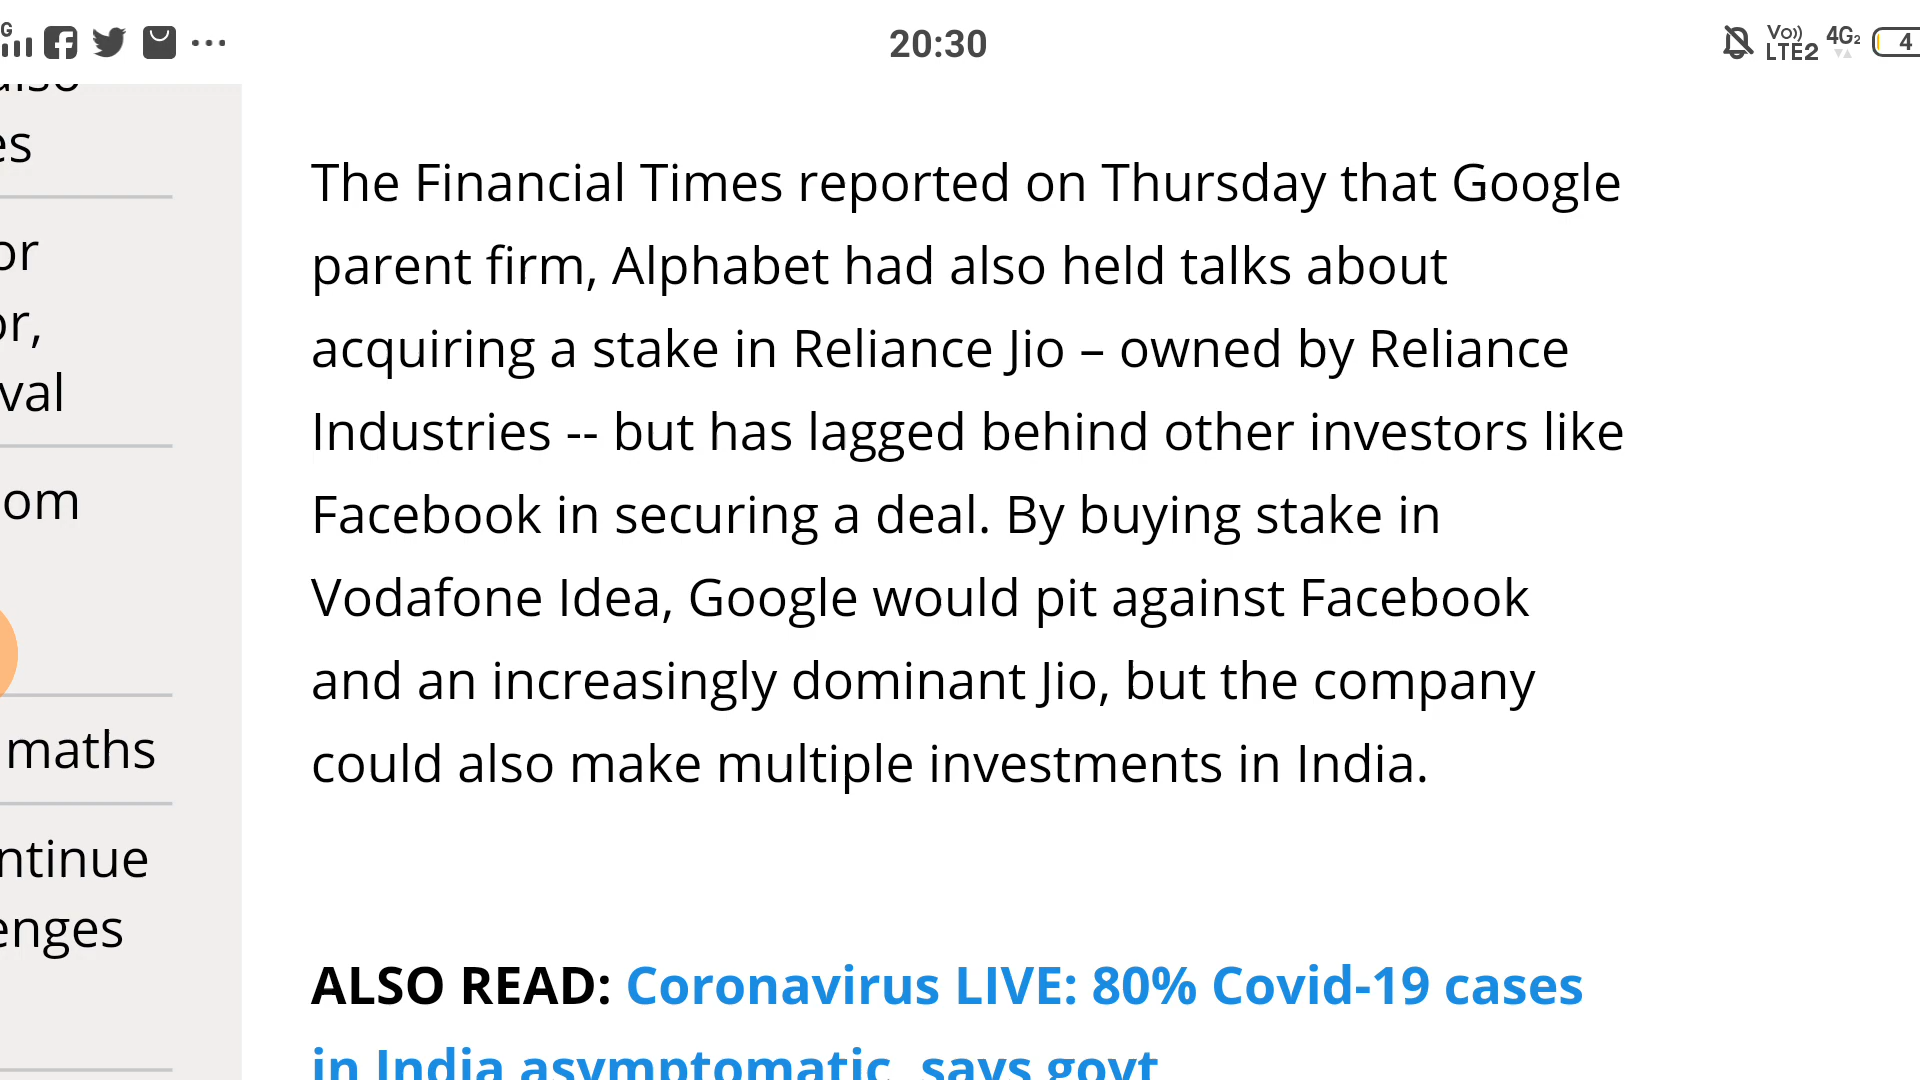 G
20:30
Vo))
LTE2
4G2
4
es
or
or,
val
om
maths
ntinue
enges
The Financial Times reported on Thursday that Google
parent firm, Alphabet had also held talks about
acquiring a stake in Reliance Jio – owned by Reliance
Industries -- but has lagged behind other investors like
Facebook in securing a deal. By buying stake in
Vodafone Idea, Google would pit against Facebook
and an increasingly dominant Jio, but the company
could also make multiple investments in India.
ALSO READ: Coronavirus LIVE: 80% Covid-19 cases
in India asymptomatic, says govt